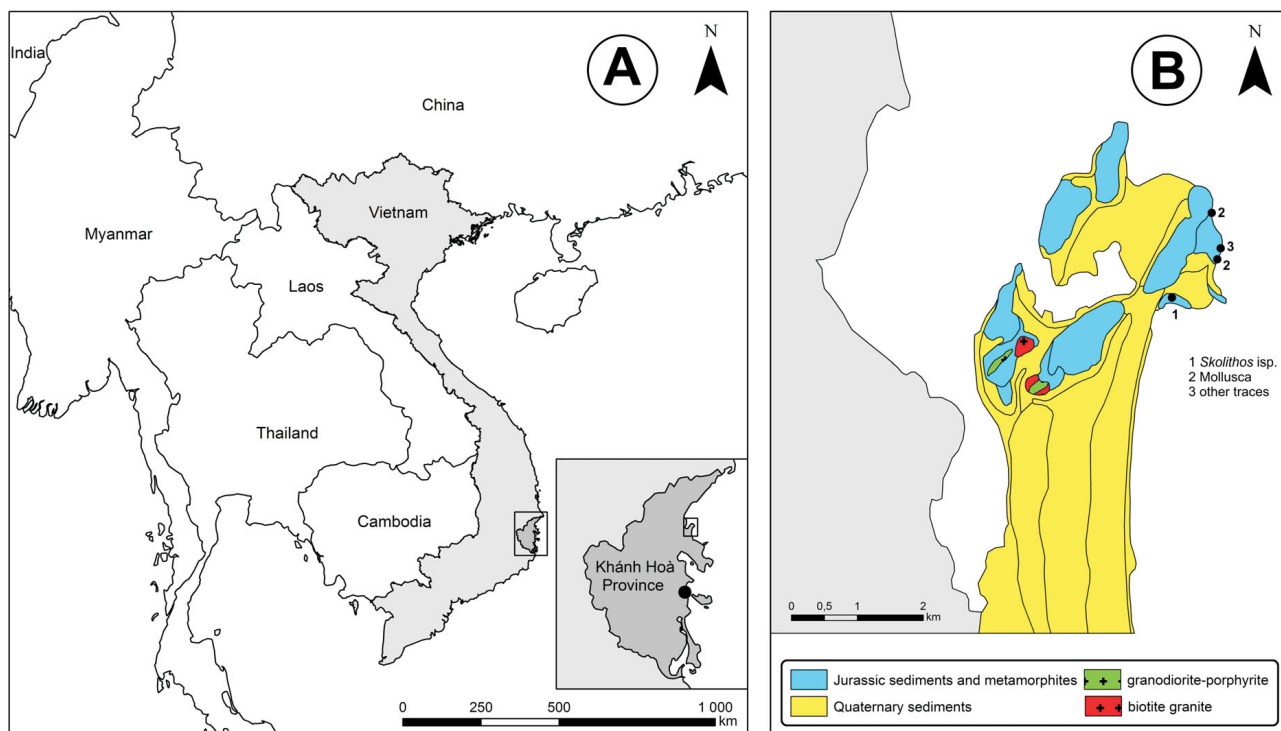 A
N
India
China
Vietnam
Myanmar
Laos
Thailand
Cambodia
Khánh Hoà
Province
0 250 500 1 000
km
B
N
2
3
2
1
1 Skolithos isp.
2 Mollusca
3 other traces
0 0,5 1 2
km
Jurassic sediments and metamorphites
granodiorite-porphyrite
Quaternary sediments
biotite granite